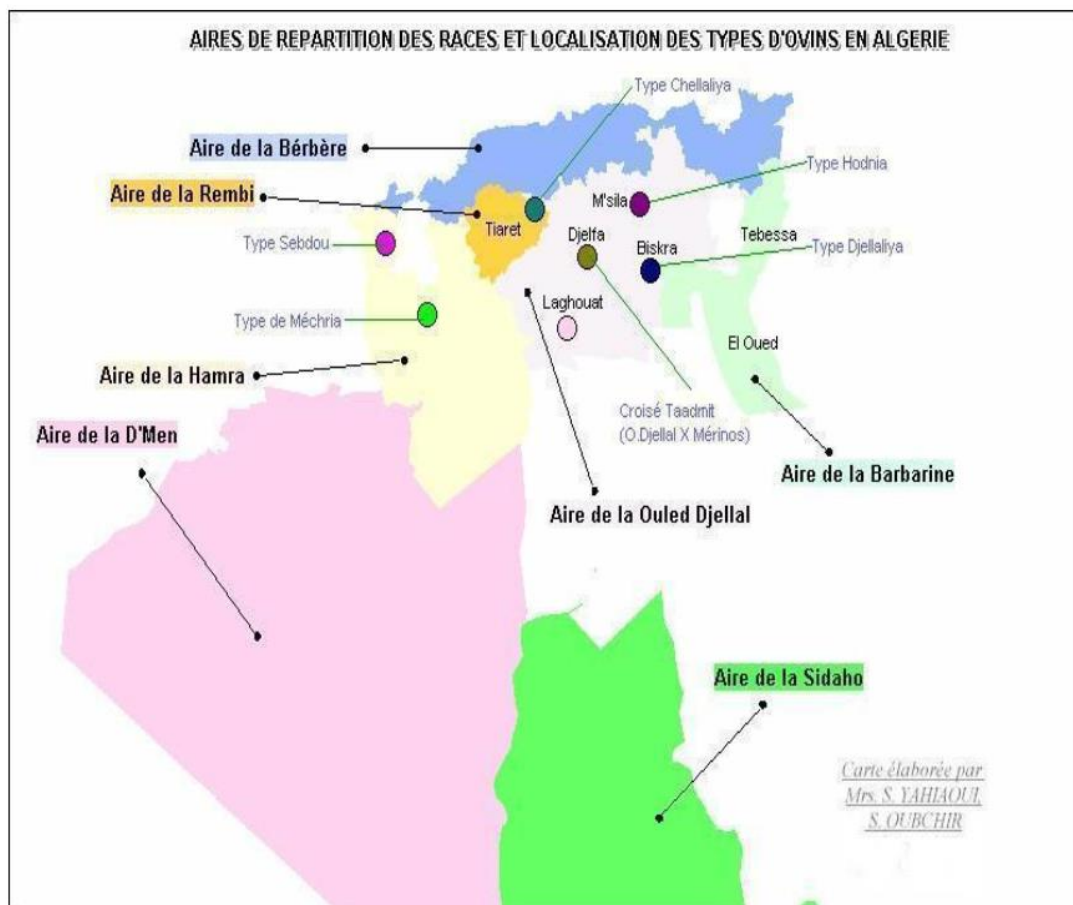 AIRES DE REPARTITION DES RACES ET LOCALISATION DES TYPES D'OVINS EN ALGERIE
Type Chellaliya
Aire de la Bérbère
Type Hodnia
Aire de la Rembi
M'sila
Tiaret
Type Sebdou
Djelfa
Biskra
Tebessa
Type Djellaliya
Laghouat
Type de Méchria
El Oued
Aire de la Hamra
Croisé Taadmit
(O.Djellal X Mérinos)
Aire de la D'Men
Aire de la Barbarine
Aire de la Ouled Djellal
Aire de la Sidaho
Carte élaborée par
Mrs. S. YAHIAOUI,
S. OUBCHIR